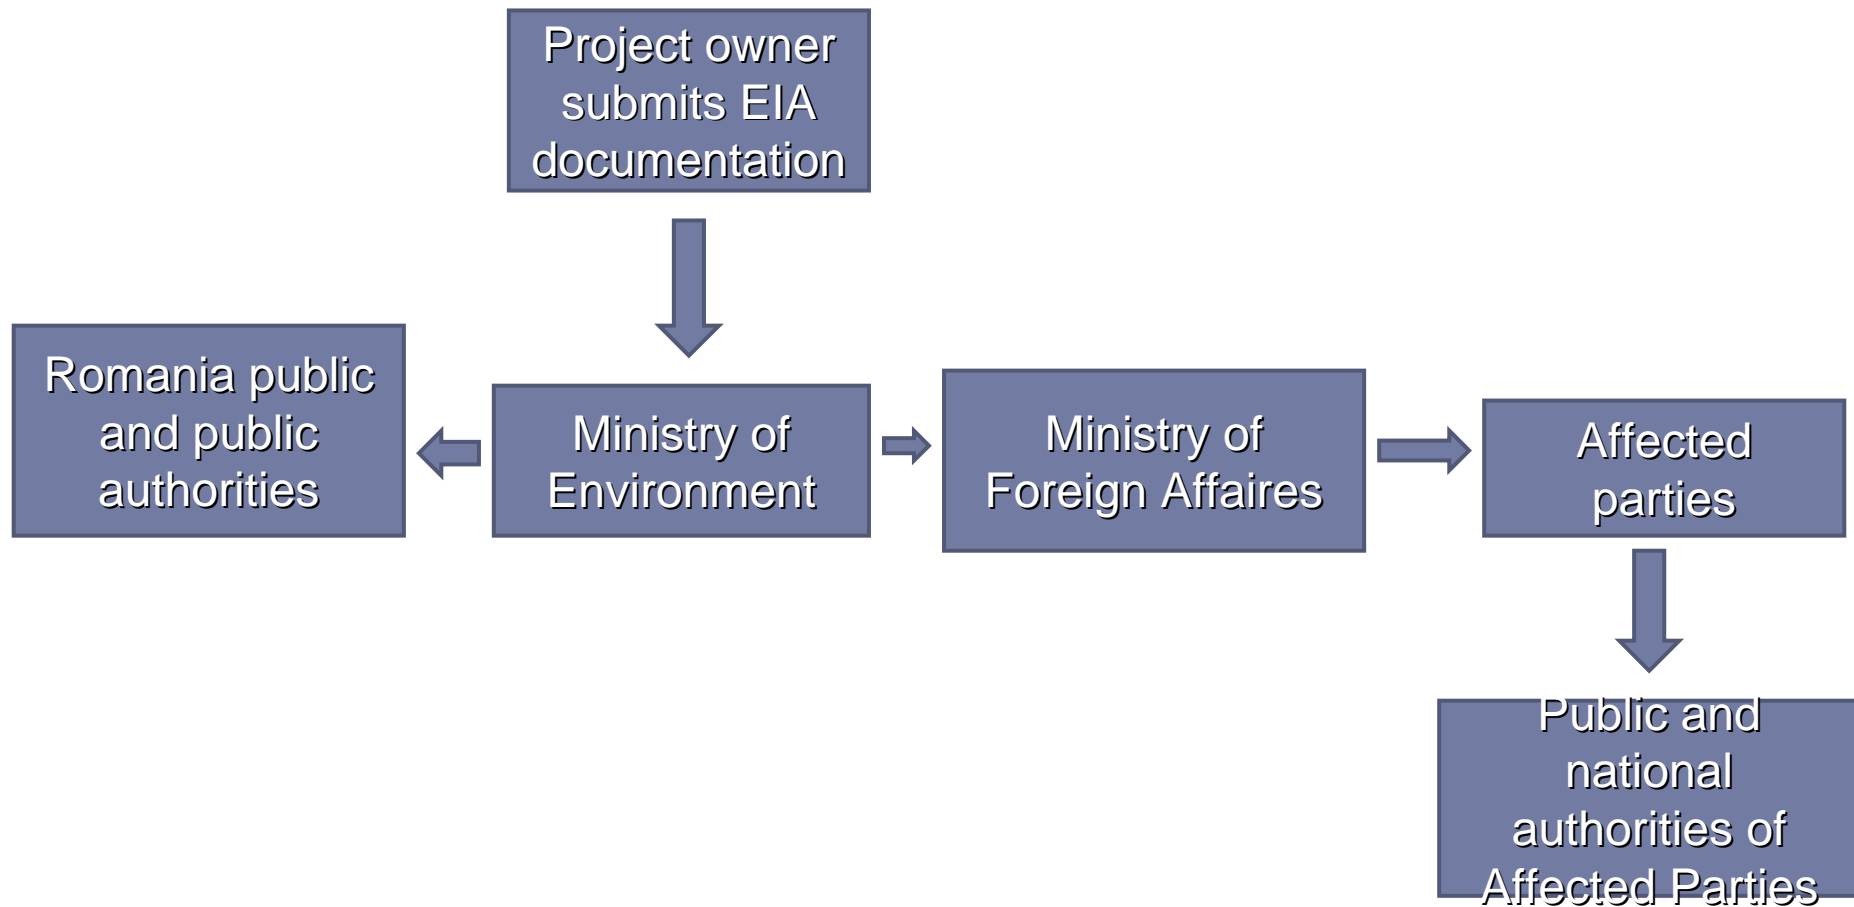 Project owner
submits EIA
documentation
Romania public
and public
authorities
Ministry of
Environment
Ministry of
Foreign Affaires
Affected
parties
Public and
national
authorities of
Affected Parties